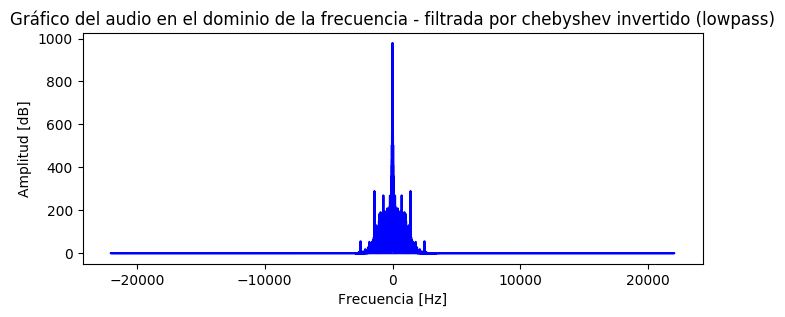 Gráfico del audio en el dominio de la frecuencia - filtrada por chebyshev invertido (lowpass)
1000
800
600
400
200
0
Amplitud [dB]
−20000 −10000 0 10000 20000
Frecuencia [Hz]